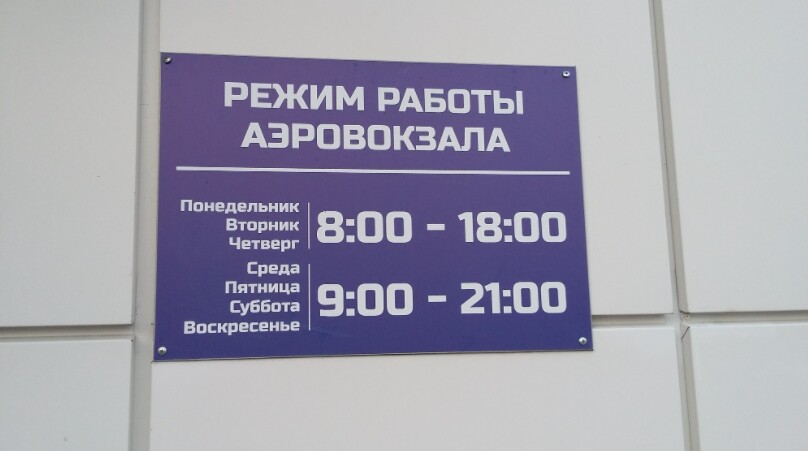 РЕЖИМ РАБОТЫ
АЭРОВОКЗАЛА
Понедельник
Вторник
Четверг
8:00 - 18:00
Среда
Пятница
Суббота
Воскресенье
9:00 - 21:00